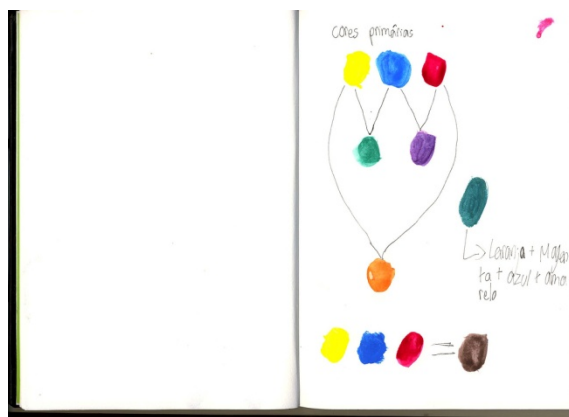 cores primárias
Laranja + Magen
ta + azul + ama
relo
=